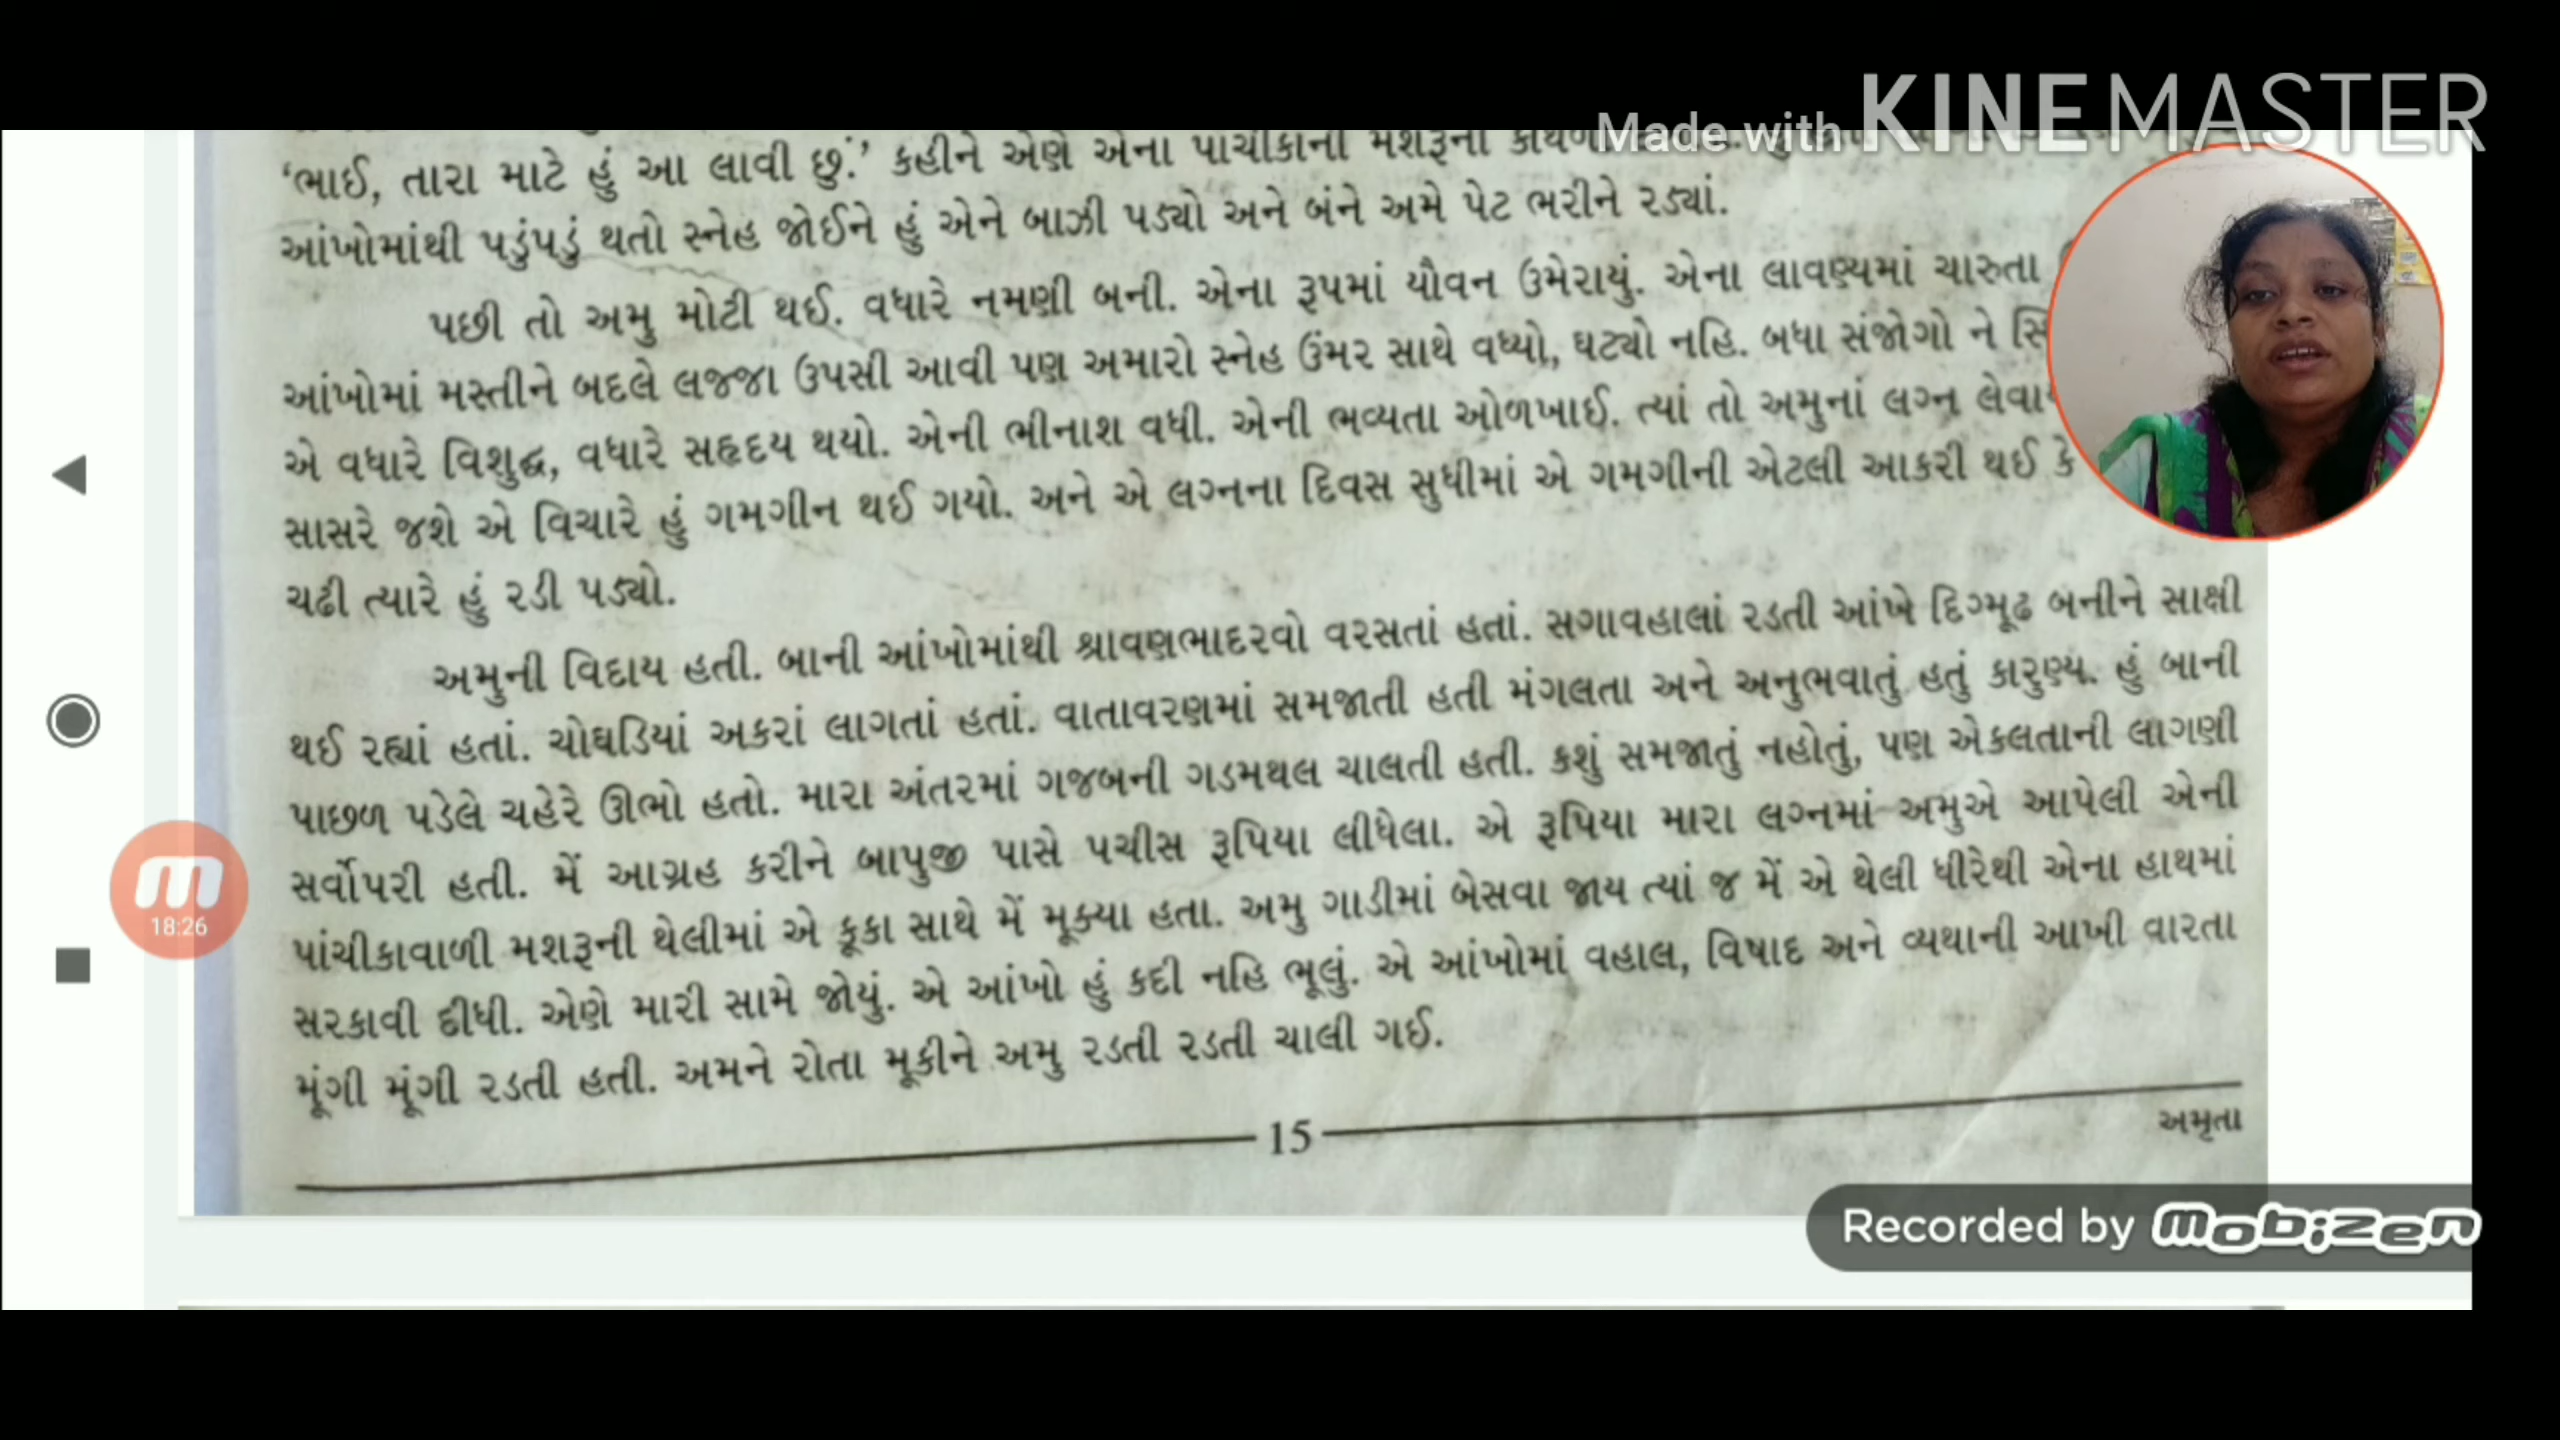 Made with KINEMASTER
‘ભાઈ, તારા માટે હું આ લાવી છું.’ કહીને એણે એના પાચીકાની મશરૂની
આંખોમાંથી પડુંપડું થતો સ્નેહ જોઈને હું એને બાઝી પડ્યો અને બંને અમે પેટ ભરીને રડ્યાં.
પછી તો અમુ મોટી થઈ. વધારે નમણી બની. એના રૂપમાં યૌવન ઉમેરાયું. એના લાવણ્યમાં ચારુતા
આંખોમાં મસ્તીને બદલે લજ્જા ઉપસી આવી પણ અમારો સ્નેહ ઉંમર સાથે વધ્યો, ઘટ્યો નહિ. બધા સંજોગો ને
એ વધારે વિશુદ્ધ, વધારે સહૃદય થયો. એની ભીનાશ વધી. એની ભવ્યતા ઓળખાઈ. ત્યાં તો અમુનાં લગ્ન
સાસરે જશે એ વિચારે હું ગમગીન થઈ ગયો. અને એ લગ્નના દિવસ સુધીમાં એ ગમગીની એટલી આકરી થઈ કે
ચઢી ત્યારે હું રડી પડ્યો.
અમુની વિદાય હતી. બાની આંખોમાંથી શ્રાવણભાદરવો વરસતાં હતાં. સગાવહાલાં રડતી આંખે દિગ્મૂઢ બનીને સાક્ષી
થઈ રહ્યાં હતાં. ચોઘડિયાં અકરાં લાગતાં હતાં. વાતાવરણમાં સમજાતી હતી મંગલતા અને અનુભવાતું હતું કારુણ્ય. હું બાની
પાછળ પડેલે ચહેરે ઊભો હતો. મારા અંતરમાં ગજબની ગડમથલ ચાલતી હતી. કશું સમજાતું નહોતું, પણ એકલતાની લાગણી
સર્વોપરી હતી. મેં આગ્રહ કરીને બાપુજી પાસે પચીસ રૂપિયા લીધેલા. એ રૂપિયા મારા લગ્નમાં અમુએ આપેલી એની
પાંચીકાવાળી મશરૂની થેલીમાં એ કૂકા સાથે મેં મૂક્યા હતા. અમુ ગાડીમાં બેસવા જાય ત્યાં જ મેં એ થેલી ધીરેથી એના હાથમાં
સરકાવી દીધી. એણે મારી સામે જોયું. એ આંખો હું કદી નહિ ભૂલું. એ આંખોમાં વહાલ, વિષાદ અને વ્યથાની આખી વારતા
મૂંગી મૂંગી રડતી હતી. અમને રોતા મૂકીને અમુ રડતી રડતી ચાલી ગઈ.
15
અમૃતા
18:26
Recorded by mobizen